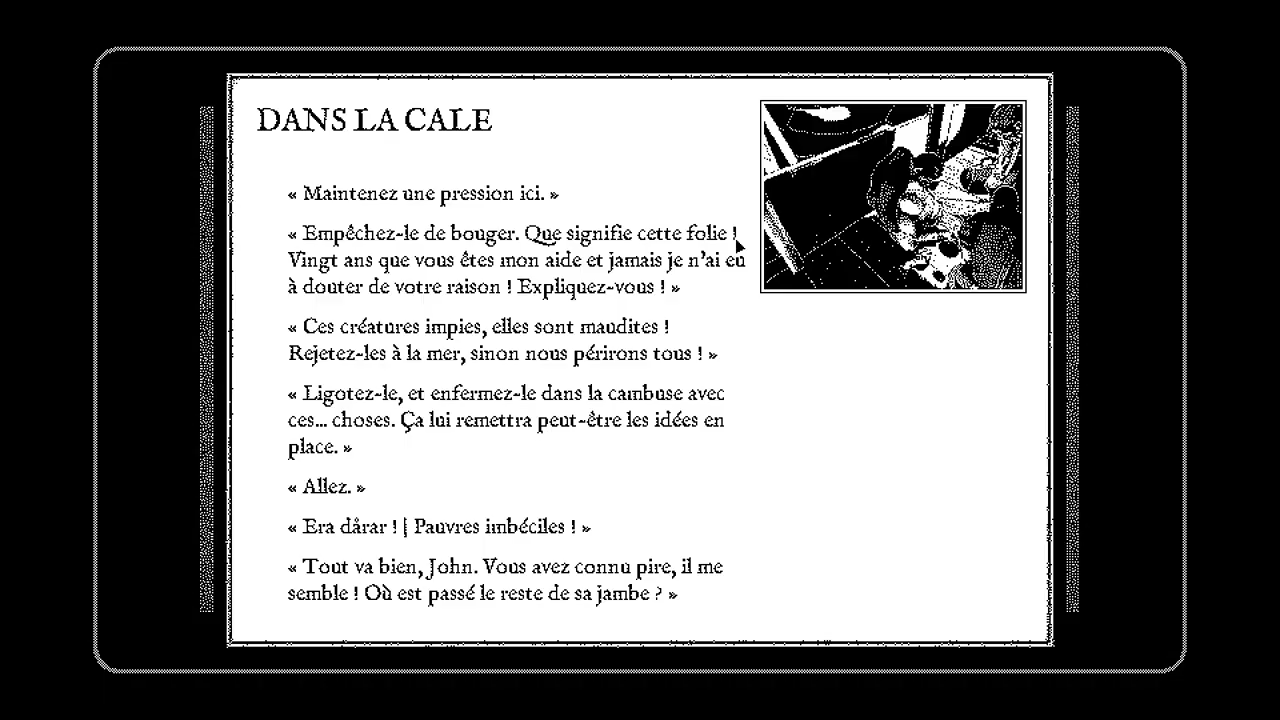 DANS LA CALE
« Maintenez une pression ici. »
« Empêchez-le de bouger. Que signifie cette folie !
Vingt ans que vous êtes mon aide et jamais je n'ai eu
à douter de votre raison ! Expliquez-vous ! »
« Ces créatures impies, elles sont maudites !
Rejetez-les à la mer, sinon nous périrons tous ! »
« Ligotez-le, et enfermez-le dans la cambuse avec
ces... choses. Ça lui remettra peut-être les idées en
place. »
« Allez. »
« Era dårar ! | Pauvres imbéciles ! »
« Tout va bien, John. Vous avez connu pire, il me
semble ! Où est passé le reste de sa jambe ? »